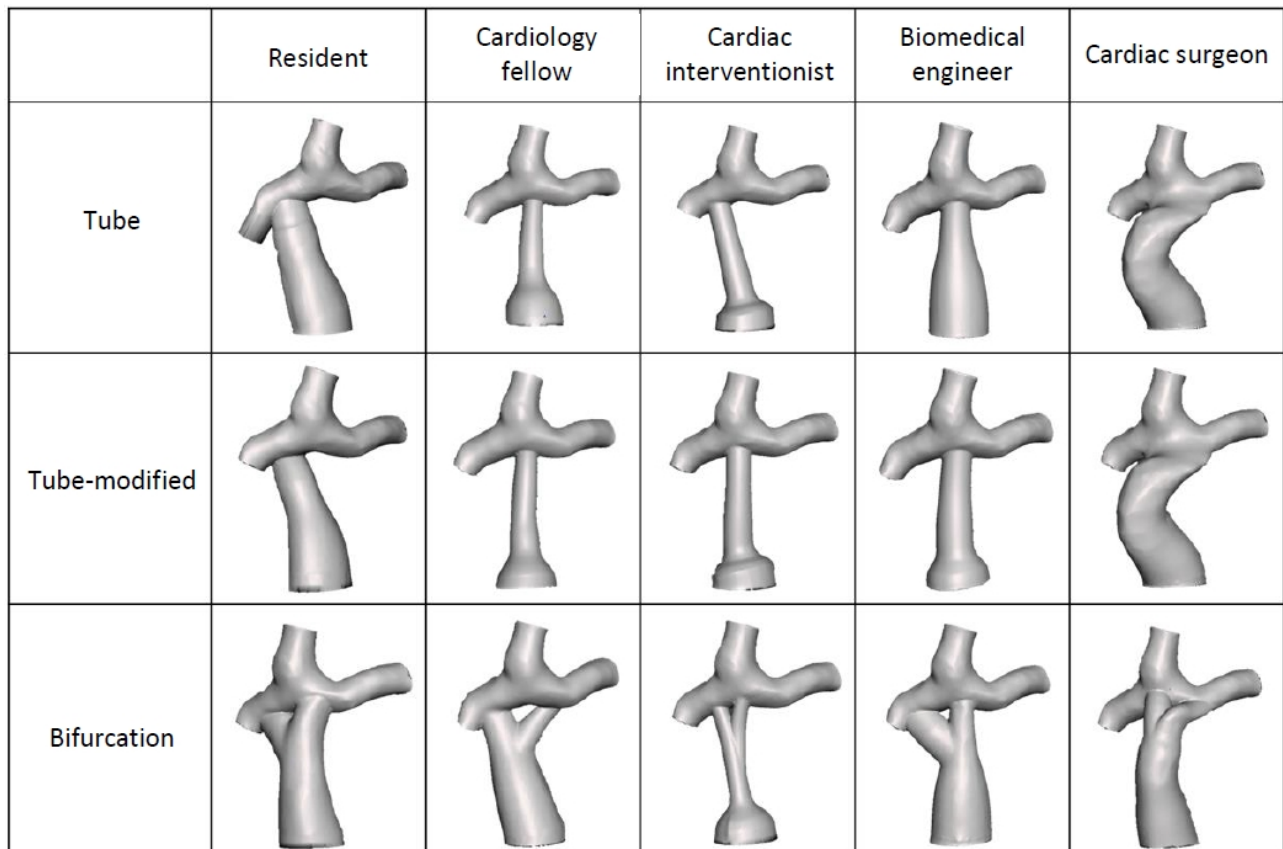 Resident
Cardiology
fellow
Cardiac
interventionist
Biomedical
engineer
Cardiac surgeon
Tube
Tube-modified
Bifurcation